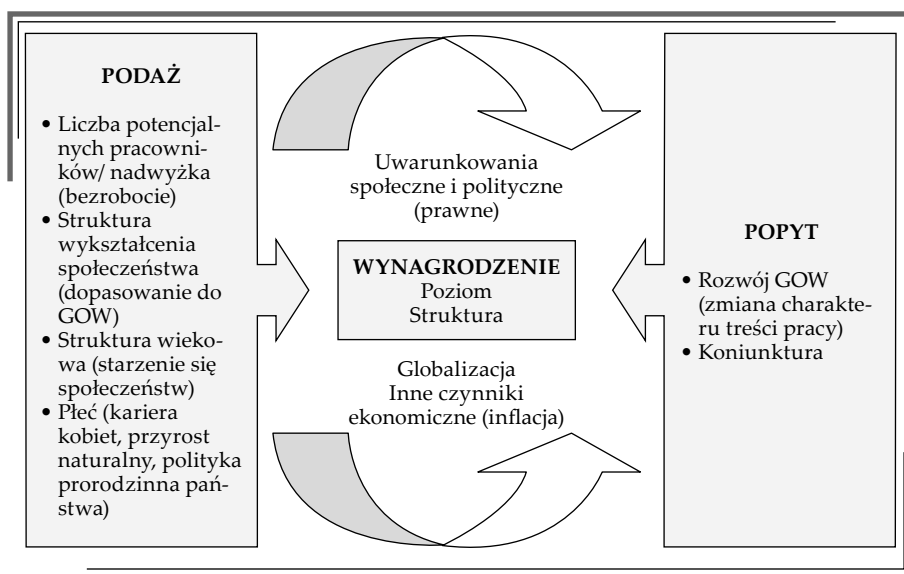 PODAŻ
• Liczba potencjal-
nych pracowni-
ków/ nadwyżka
(bezrobocie)
• Struktura
wykształcenia
społeczeństwa
(dopasowanie do
GOW)
• Struktura wieko-
wa (starzenie się
społeczeństw)
• Płeć (kariera
kobiet, przyrost
naturalny, polityka
prorodzinna pań-
stwa)
Uwarunkowania
społeczne i polityczne
(prawne)
WYNAGRODZENIE
Poziom
Struktura
Globalizacja
Inne czynniki
ekonomiczne (inflacja)
POPYT
• Rozwój GOW
(zmiana charakte-
ru treści pracy)
• Koniunktura